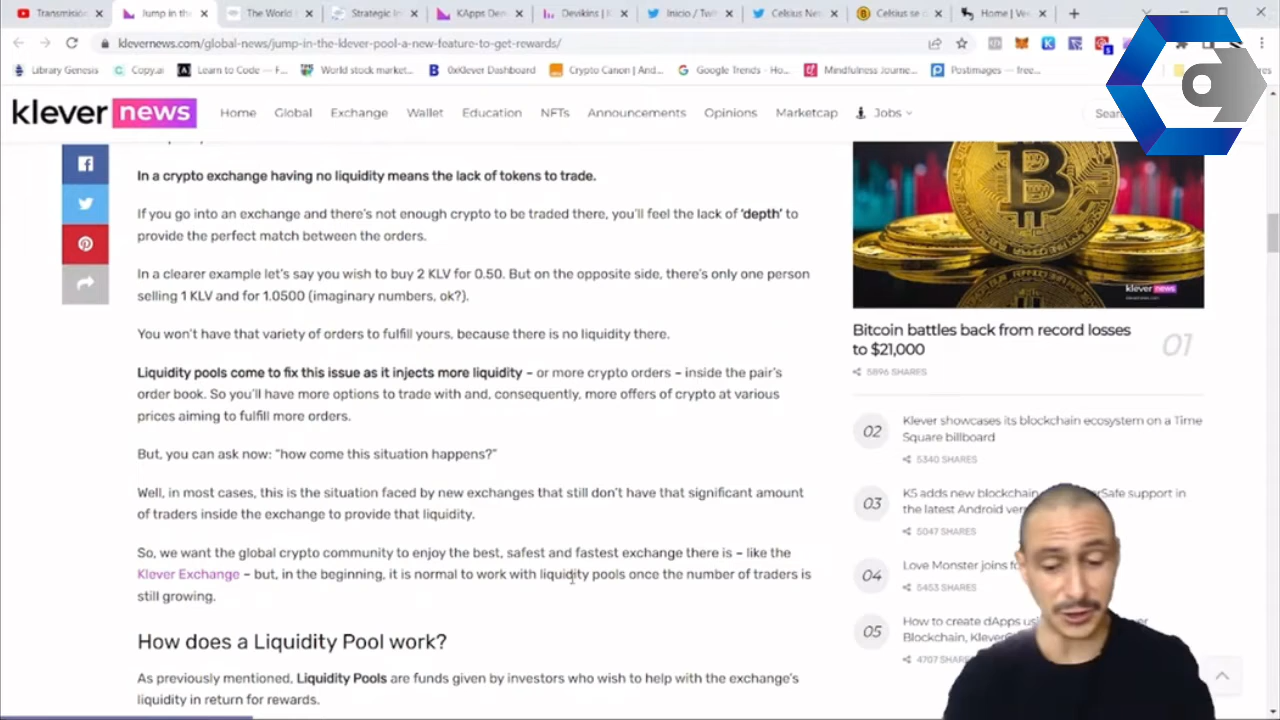 Transmisió
Jump in the
The World
Strategic In
KApps Dem
Devikins |
Inicio / Twit
Celsius Net
Celsius se d
Home | Ve
klevernews.com/global-news/jump-in-the-klever-pool-a-new-feature-to-get-rewards/
Library Genesis
Copy.ai
Learn to Code — F...
World stock market...
0xKlever Dashboard
Crypto Canon | And...
Google Trends - Ho...
Mindfulness Journe...
Postimages — free...
klever news
Home
Global
Exchange
Wallet
Education
NFTs
Announcements
Opinions
Marketcap
Jobs
In a crypto exchange having no liquidity means the lack of tokens to trade.
If you go into an exchange and there's not enough crypto to be traded there, you'll feel the lack of 'depth' to
provide the perfect match between the orders.
In a clearer example let's say you wish to buy 2 KLV for 0.50. But on the opposite side, there's only one person
selling 1 KLV and for 1.0500 (imaginary numbers, ok?).
You won't have that variety of orders to fulfill yours, because there is no liquidity there.
Liquidity pools come to fix this issue as it injects more liquidity – or more crypto orders – inside the pair's
order book. So you'll have more options to trade with and, consequently, more offers of crypto at various
prices aiming to fulfill more orders.
But, you can ask now: "how come this situation happens?"
Well, in most cases, this is the situation faced by new exchanges that still don't have that significant amount
of traders inside the exchange to provide that liquidity.
So, we want the global crypto community to enjoy the best, safest and fastest exchange there is – like the
Klever Exchange – but, in the beginning, it is normal to work with liquidity pools once the number of traders is
still growing.
How does a Liquidity Pool work?
As previously mentioned, Liquidity Pools are funds given by investors who wish to help with the exchange's
liquidity in return for rewards.
klever news
Bitcoin battles back from record losses
to $21,000
01
5896 SHARES
02
Klever showcases its blockchain ecosystem on a Time
Square billboard
5340 SHARES
03
K5 adds new blockchain
rSafe support in
the latest Android ver
5047 SHARES
04
Love Monster joins fo
5453 SHARES
05
How to create dApps us
Blockchain, KleverS
4707 SHARE